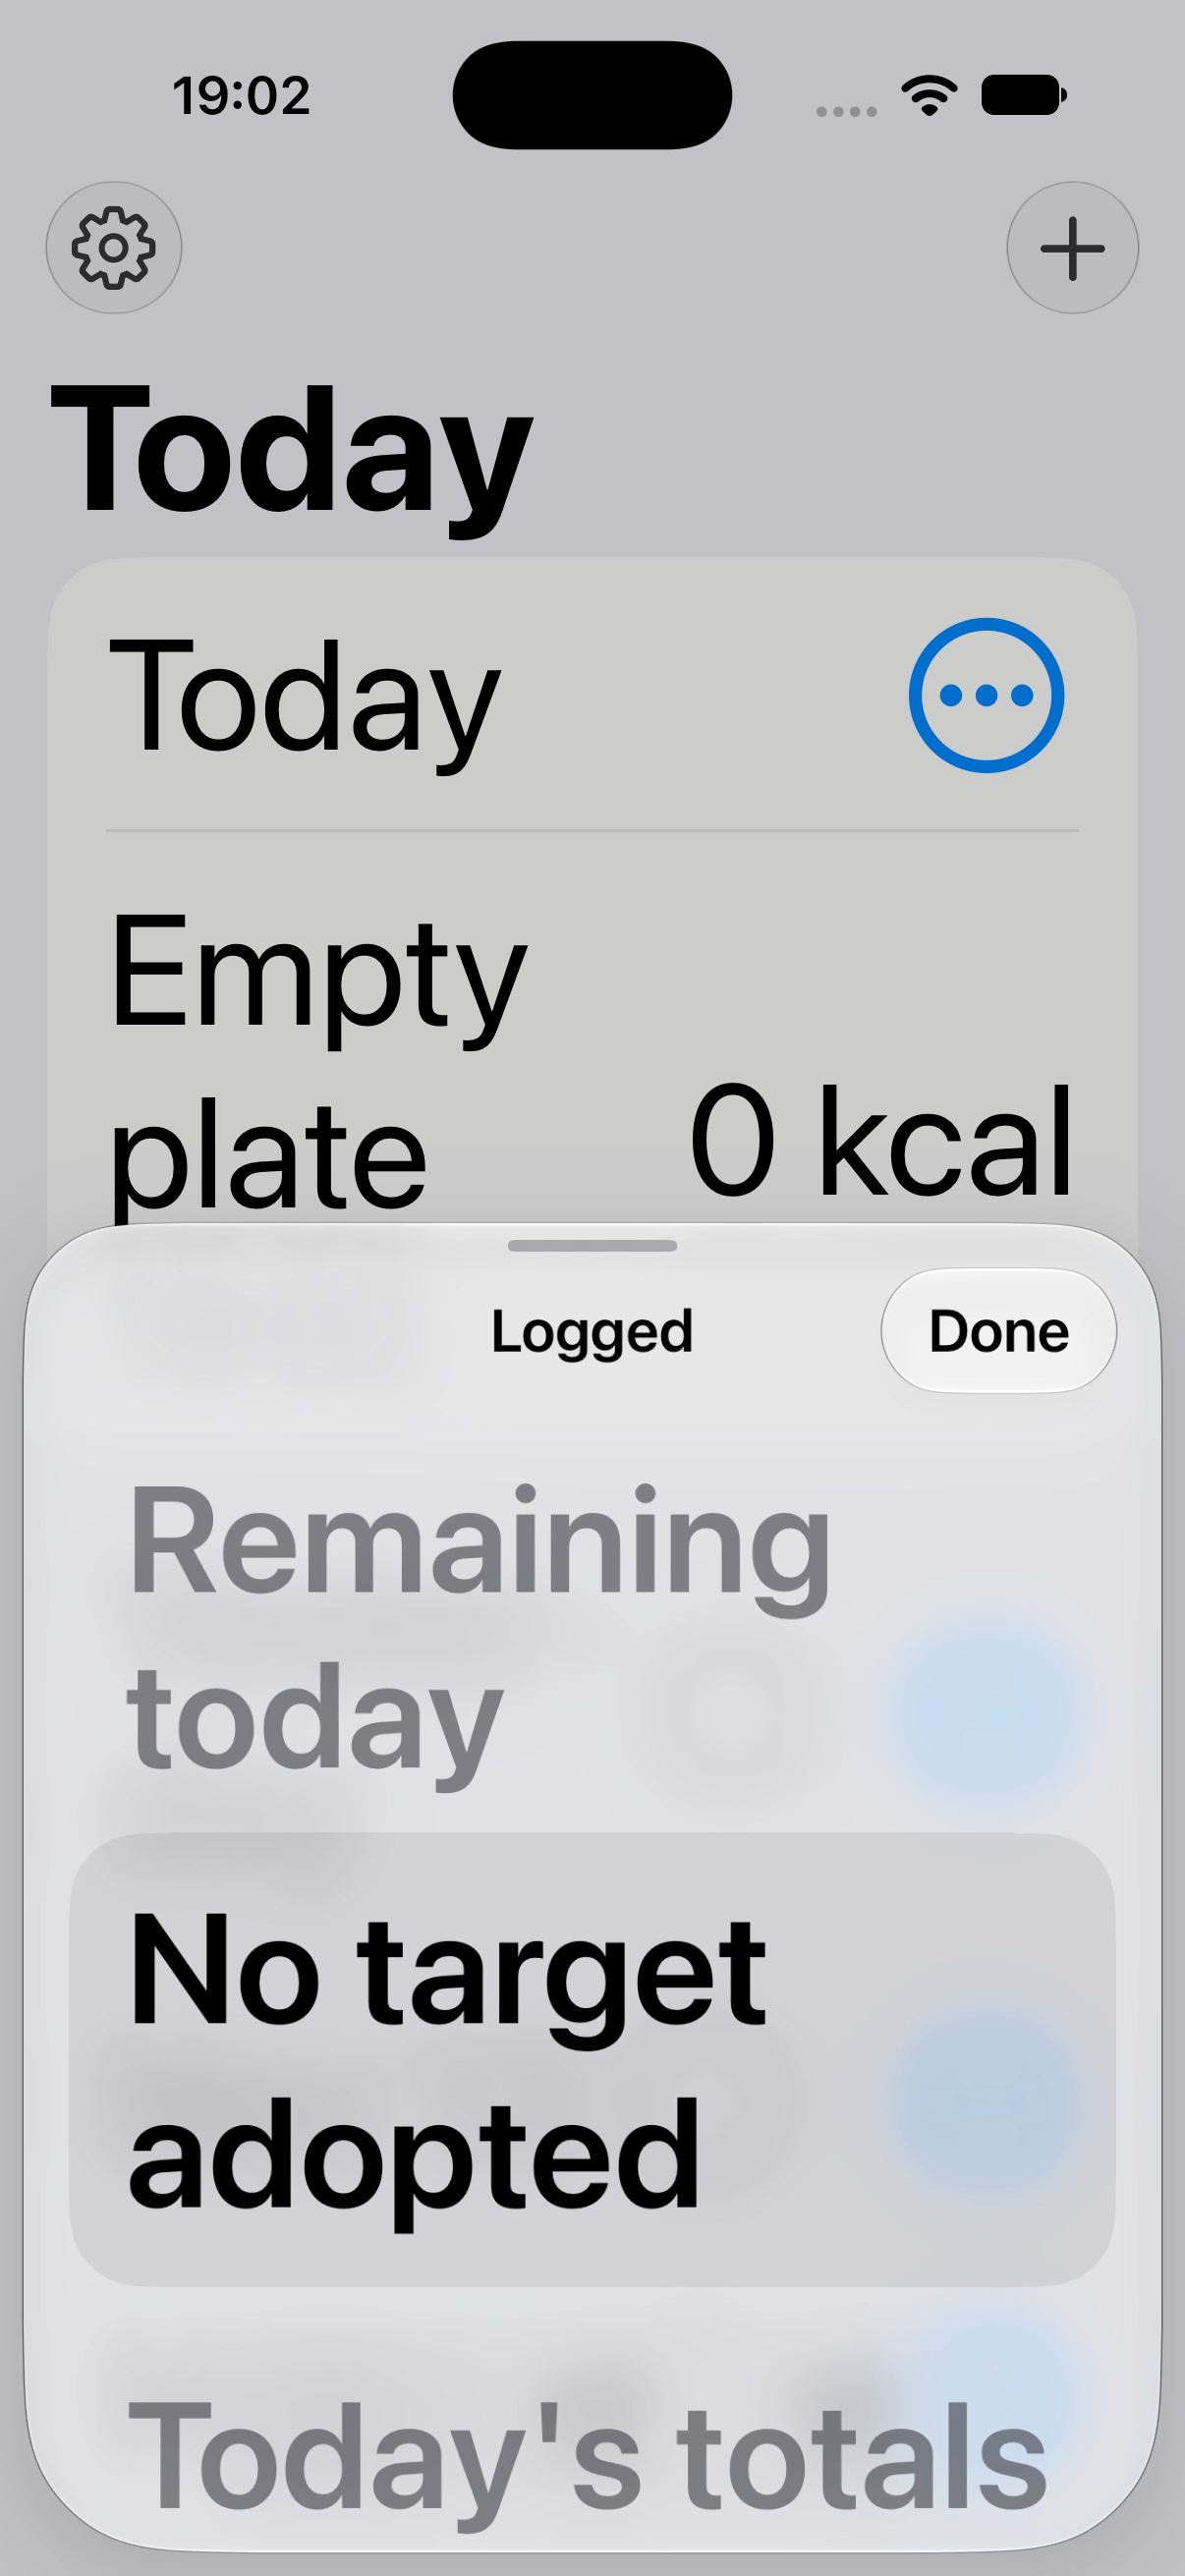 19:02
Today
Today
Empty
plate
0 kcal
Logged
Done
Remaining
today
No target
adopted
Today's totals